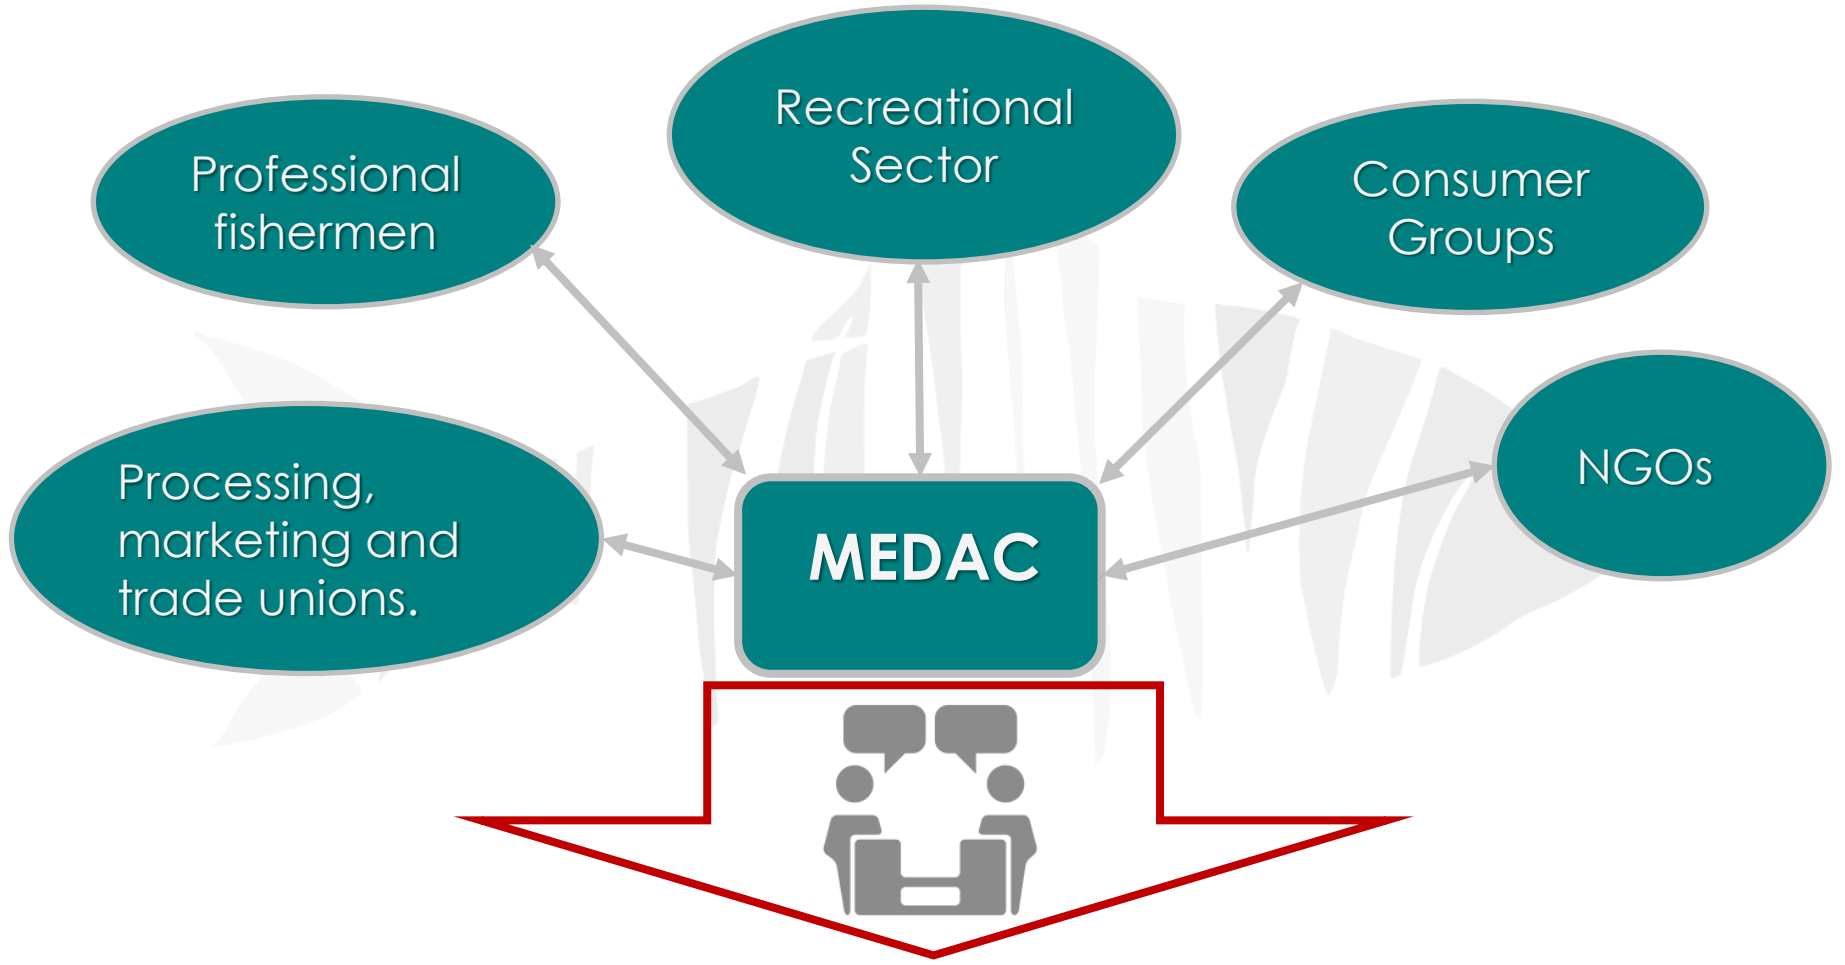 Recreational
Sector
Professional
fishermen
Consumer
Groups
Processing,
marketing and
trade unions.
NGOs
MEDAC